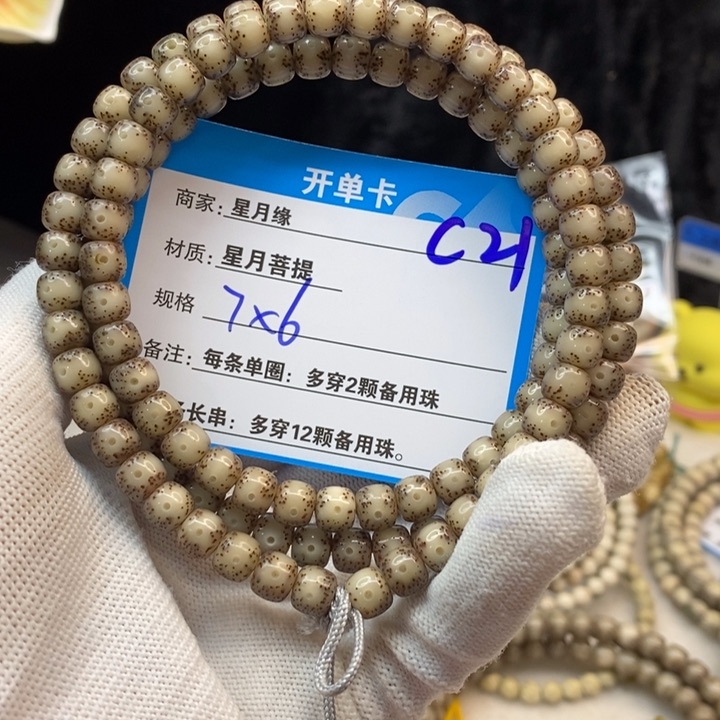 开单卡
C21
商家：星月缘
材质：星月菩提
规格 7x6
备注：每条单圈：多穿2颗备用珠
长串：多穿12颗备用珠。